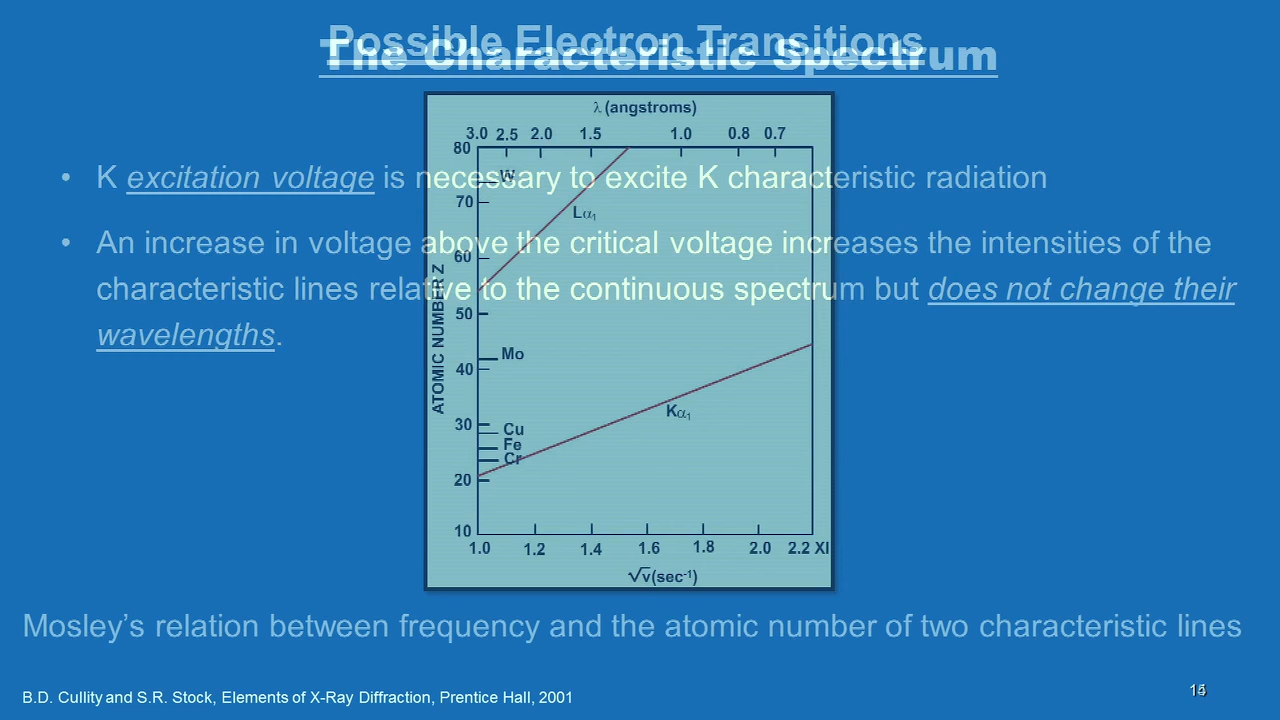 Possible Electron Transitions
The Characteristic Spectrum
λ (angstroms)
3.0 2.5 2.0 1.5 1.0 0.8 0.7
• K excitation voltage is necessary to excite K characteristic radiation
• An increase in voltage above the critical voltage increases the intensities of the
characteristic lines relative to the continuous spectrum but does not change their
wavelengths.
ATOMIC NUMBER Z
80
W
70
Lα1
60
50
Mo
40
Kα1
30
Cu
Fe
Cr
20
10
1.0 1.2 1.4 1.6 1.8 2.0 2.2 XI
√v(sec-1)
Mosley's relation between frequency and the atomic number of two characteristic lines
B.D. Cullity and S.R. Stock, Elements of X-Ray Diffraction, Prentice Hall, 2001